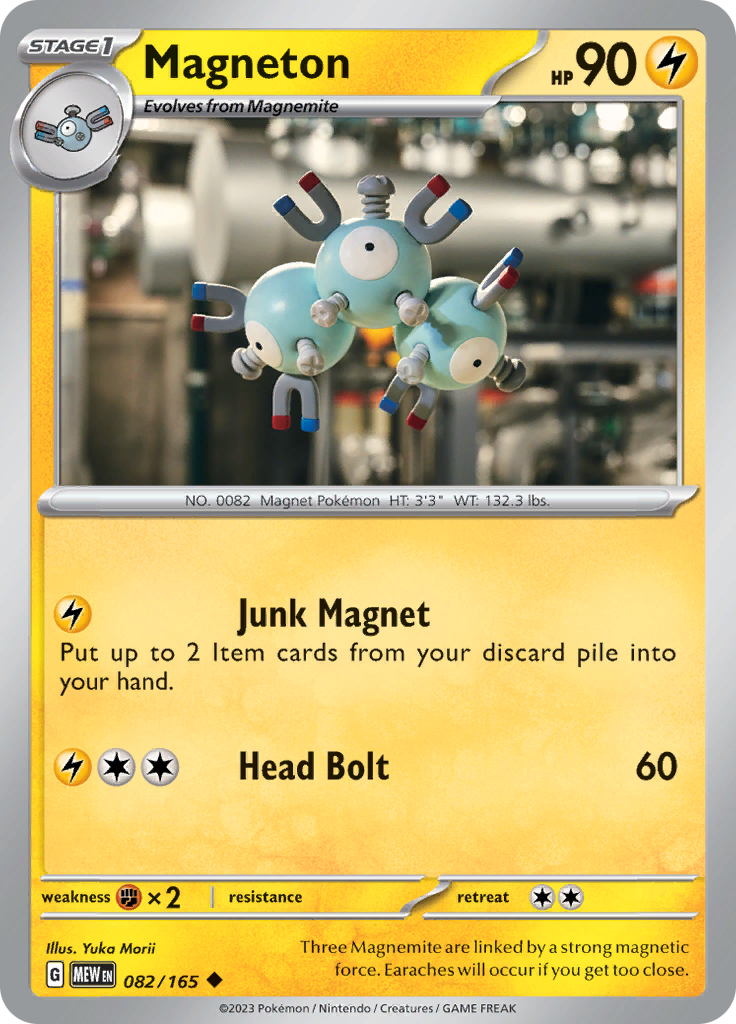 STAGE1
Magneton
HP 90
Evolves from Magnemite
NO. 0082 Magnet Pokémon HT: 3'3" WT: 132.3 lbs.
Junk Magnet
Put up to 2 Item cards from your discard pile into
your hand.
Head Bolt 60
weakness ×2 resistance retreat
Illus. Yuka Morii
G MEW EN 082/165
Three Magnemite are linked by a strong magnetic
force. Earaches will occur if you get too close.
©2023 Pokémon / Nintendo / Creatures / GAME FREAK